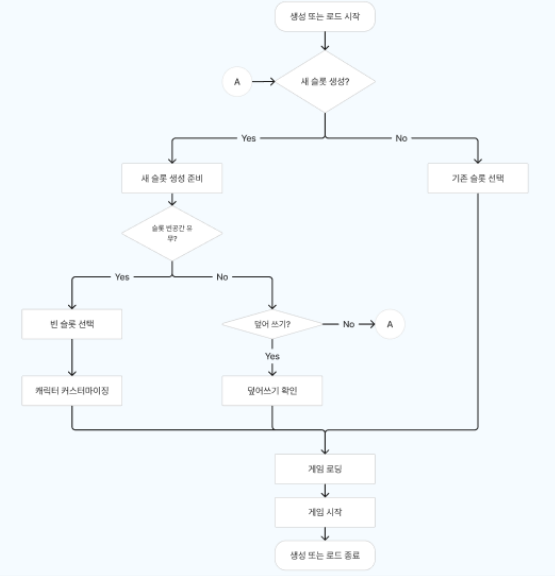 생성 또는 로드 시작
A
새 슬롯 생성?
Yes
No
새 슬롯 생성 준비
기존 슬롯 선택
슬롯 빈공간 유
무?
Yes
No
빈 슬롯 선택
덮어 쓰기?
No
A
Yes
캐릭터 커스터마이징
덮어쓰기 확인
게임 로딩
게임 시작
생성 또는 로드 종료